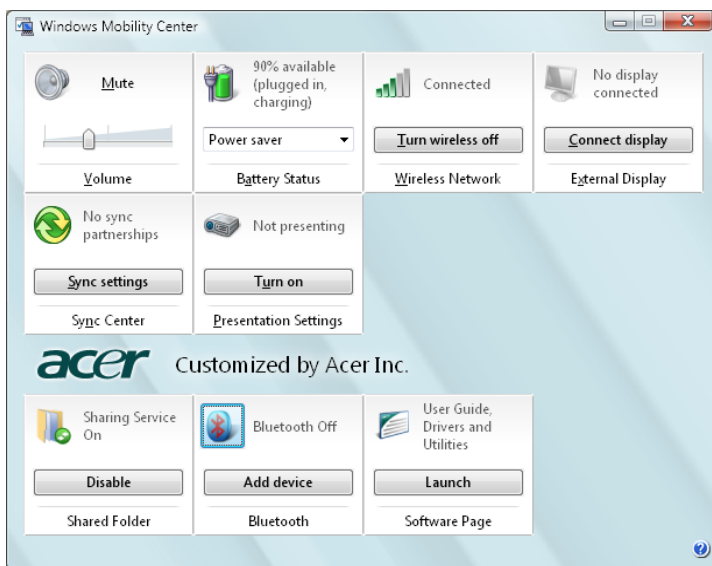 Windows Mobility Center
Mute
Volume
90% available
(plugged in,
charging)
Power saver
Battery Status
Connected
Turn wireless off
Wireless Network
No display
connected
Connect display
External Display
No sync
partnerships
Sync settings
Sync Center
Not presenting
Turn on
Presentation Settings
acer Customized by Acer Inc.
Sharing Service
On
Disable
Shared Folder
Bluetooth Off
Add device
Bluetooth
User Guide,
Drivers and
Utilities
Launch
Software Page